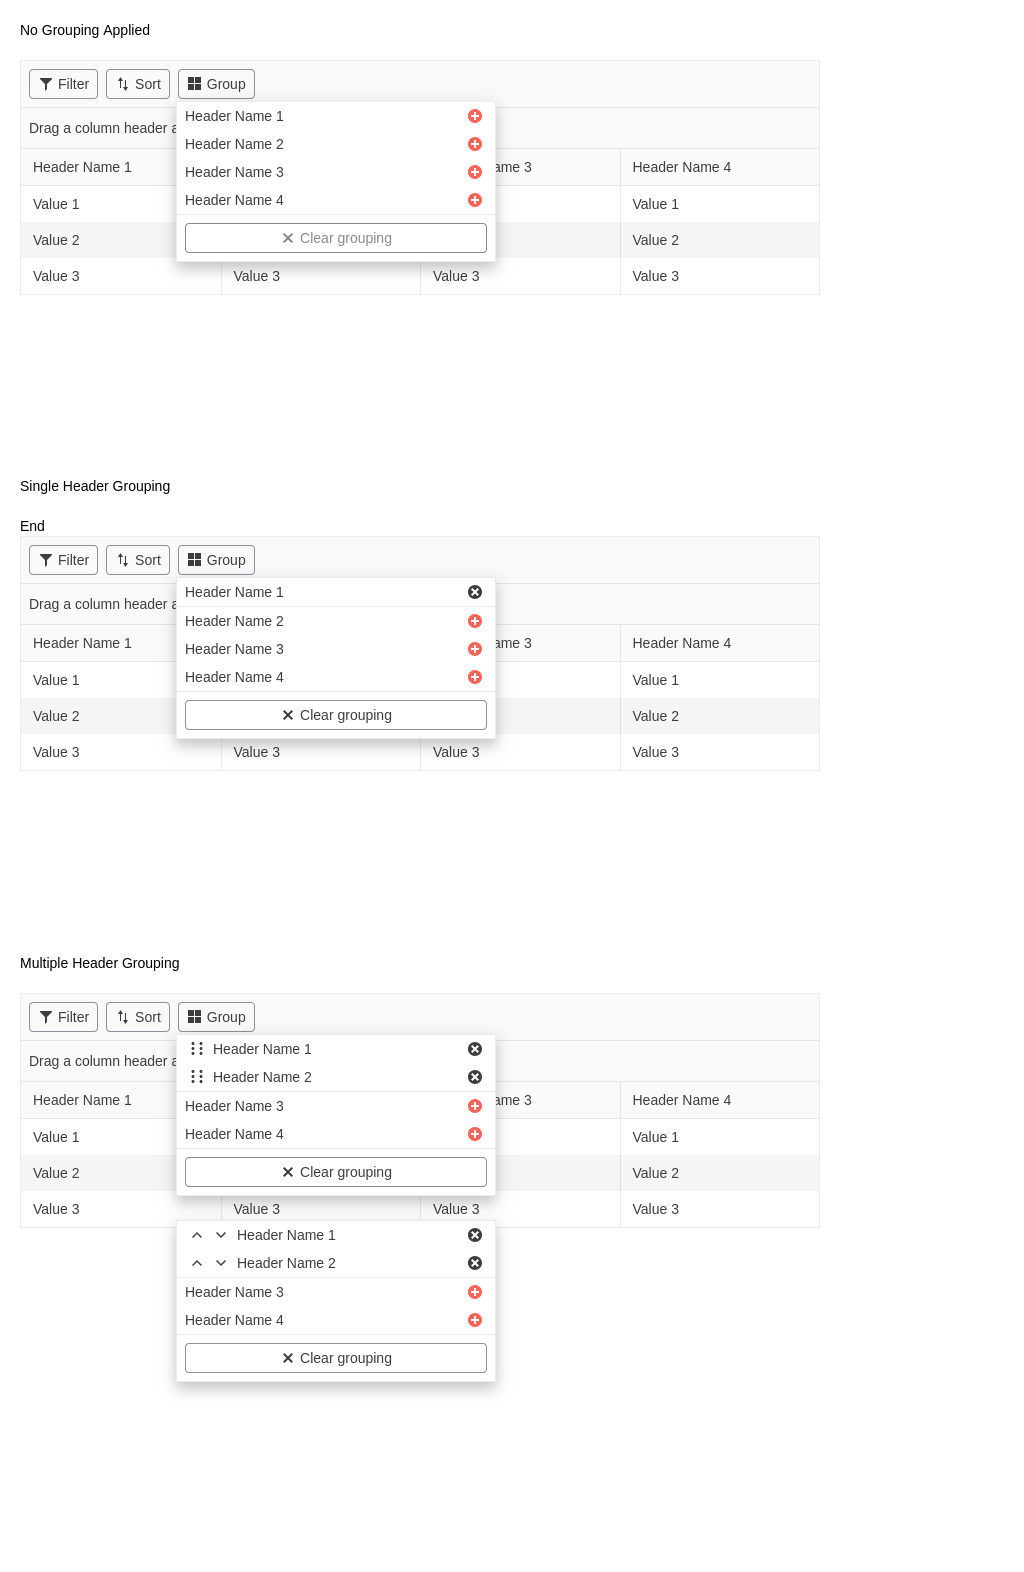 No Grouping Applied
Filter Sort Group
Drag a column header a
Header Name 1
Header Name 2
Header Name 3
Header Name 4
Clear grouping
Header Name 1 ame 3 Header Name 4
Value 1 Value 1
Value 2 Value 2
Value 3 Value 3 Value 3 Value 3
Single Header Grouping
End
Filter Sort Group
Drag a column header a
Header Name 1
Header Name 2
Header Name 3
Header Name 4
Clear grouping
Header Name 1 ame 3 Header Name 4
Value 1 Value 1
Value 2 Value 2
Value 3 Value 3 Value 3 Value 3
Multiple Header Grouping
Filter Sort Group
Drag a column header a
Header Name 1
Header Name 2
Header Name 3
Header Name 4
Clear grouping
Header Name 1 ame 3 Header Name 4
Value 1 Value 1
Value 2 Value 2
Value 3 Value 3 Value 3 Value 3
Header Name 1
Header Name 2
Header Name 3
Header Name 4
Clear grouping